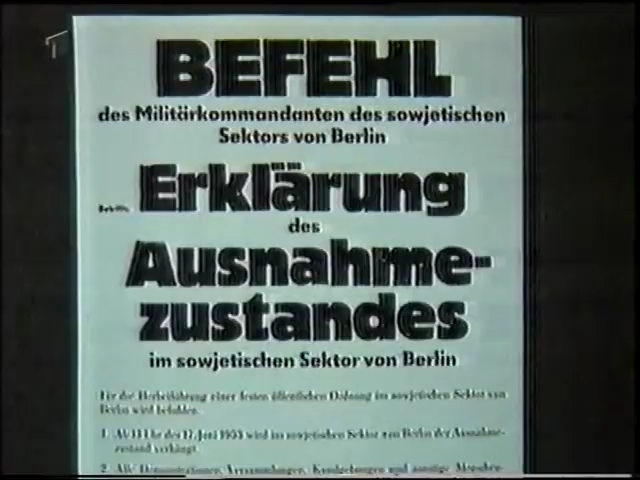 BEFEHL
des Militärkommandanten des sowjetischen
Sektors von Berlin
Betrifft:
Erklärung
des
Ausnahme-
zustandes
im sowjetischen Sektor von Berlin
Für die Herbeiführung einer festen öffentlichen Ordnung im sowjetischen Sektor von
Berlin wird befohlen:
1. Ab 13 Uhr des 17. Juni 1953 wird im sowjetischen Sektor von Berlin der Ausnahme-
zustand verhängt.
2. Alle Demonstrationen, Versammlungen, Kundgebungen und sonstige Menschen-